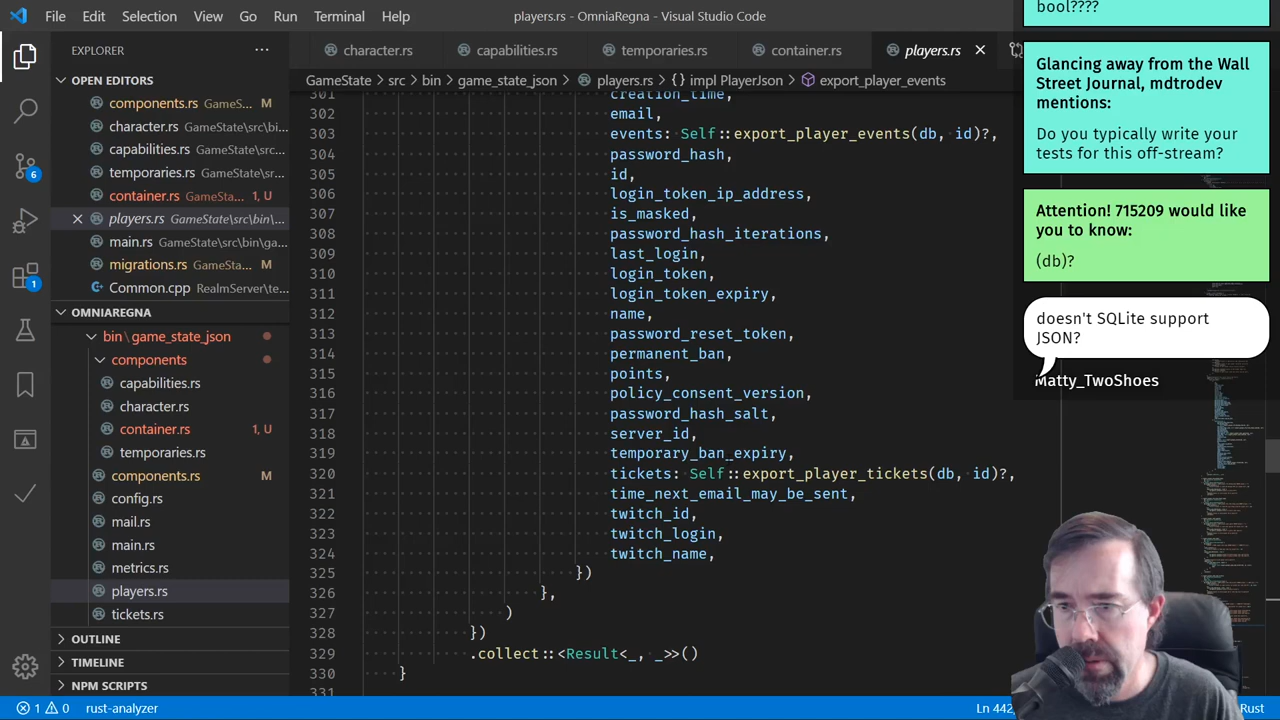 File Edit Selection View Go Run Terminal Help
players.rs - OmniaRegna - Visual Studio Code
EXPLORER
OPEN EDITORS
components.rs GameS... M
character.rs GameState\src\bin...
capabilities.rs GameState\src...
temporaries.rs GameState\src...
container.rs GameSta... 1, U
players.rs GameState\src\bin\...
main.rs GameState\src\bin\ga...
migrations.rs GameSta... M
Common.cpp RealmServer\te...
OMNIAREGNA
bin\game_state_json
components
capabilities.rs
character.rs
container.rs 1, U
temporaries.rs
components.rs M
config.rs
mail.rs
main.rs
metrics.rs
players.rs
tickets.rs
OUTLINE
TIMELINE
NPM SCRIPTS
6
1
character.rs capabilities.rs temporaries.rs container.rs players.rs
GameState > src > bin > game_state_json > players.rs > {} impl PlayerJson > export_player_events
301 creation_time,
302 email,
303 events: Self::export_player_events(db, id)?,
304 password_hash,
305 id,
306 login_token_ip_address,
307 is_masked,
308 password_hash_iterations,
309 last_login,
310 login_token,
311 login_token_expiry,
312 name,
313 password_reset_token,
314 permanent_ban,
315 points,
316 policy_consent_version,
317 password_hash_salt,
318 server_id,
319 temporary_ban_expiry,
320 tickets: Self::export_player_tickets(db, id)?,
321 time_next_email_may_be_sent,
322 twitch_id,
323 twitch_login,
324 twitch_name,
325 })
326 },
327 )
328 })
329 .collect::<Result<_, _>>()
330 }
331
bool????
Glancing away from the Wall
Street Journal, mdtrodev
mentions:
Do you typically write your
tests for this off-stream?
Attention! 715209 would like
you to know:
(db)?
doesn't SQLite support
JSON?
Matty_TwoShoes
1 0 rust-analyzer
Ln 442,
Rust